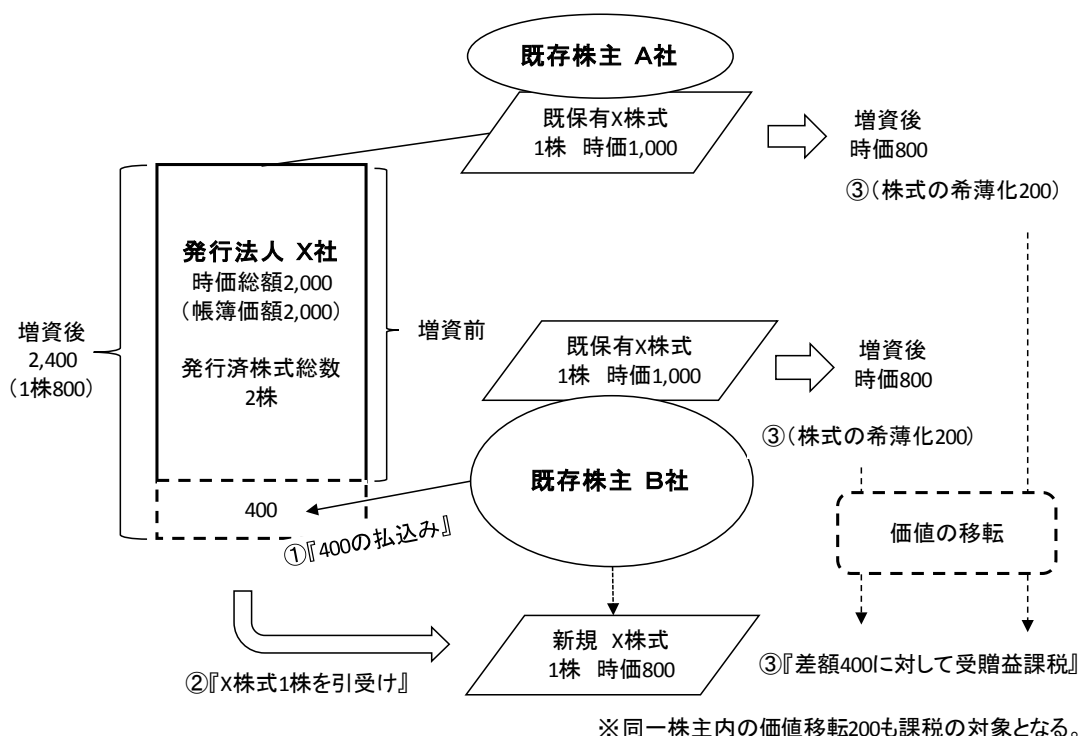 既存株主 A社
既保有X株式
1株 時価1,000
増資後
時価800
③(株式の希薄化200)
発行法人 X社
時価総額2,000
(帳簿価額2,000)
発行済株式総数
2株
増資後
2,400
(1株800)
増資前
既保有X株式
1株 時価1,000
増資後
時価800
③(株式の希薄化200)
既存株主 B社
400
①『400の払込み』
価値の移転
新規 X株式
1株 時価800
②『X株式1株を引受け』
③『差額400に対して受贈益課税』
※同一株主内の価値移転200も課税の対象となる。